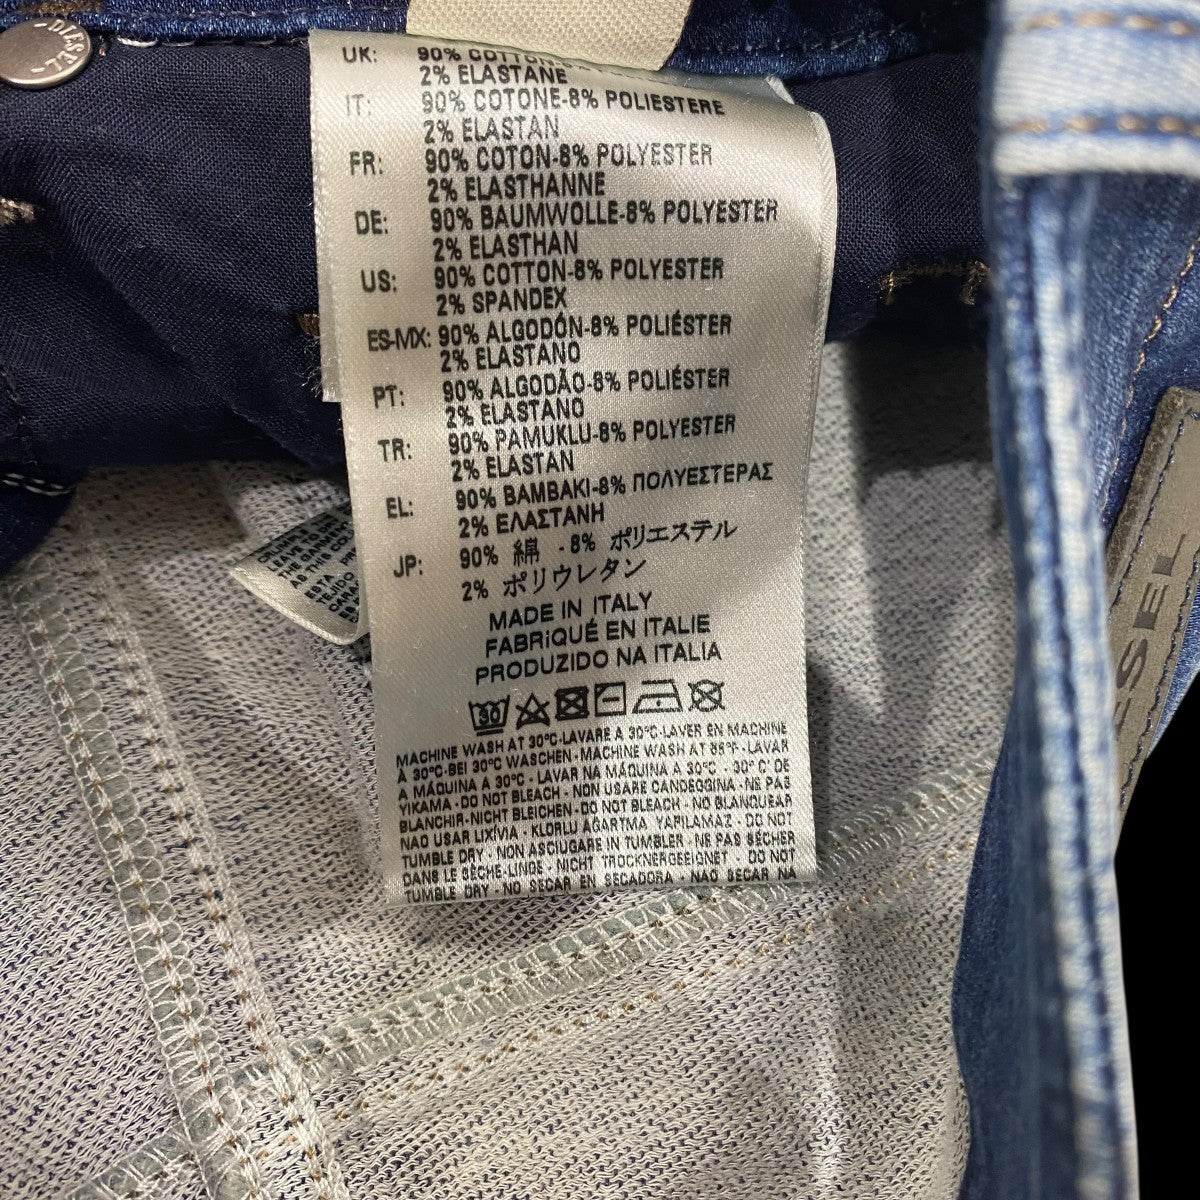 DIESEL
UK: 90% COTTON
2% ELASTANE
IT: 90% COTONE-8% POLIESTERE
2% ELASTAN
FR: 90% COTON-8% POLYESTER
2% ELASTHANNE
DE: 90% BAUMWOLLE-8% POLYESTER
2% ELASTHAN
US: 90% COTTON-8% POLYESTER
2% SPANDEX
ES-MX: 90% ALGODÓN-8% POLIÉSTER
2% ELASTANO
PT: 90% ALGODÃO-8% POLIÉSTER
2% ELASTANO
TR: 90% PAMUKLU-8% POLYESTER
2% ELASTAN
EL: 90% BAMBAKI-8% ΠΟΛΥΕΣΤΕΡΑΣ
2% ΕΛΑΣΤΑΝΗ
JP: 90% 綿 - 8% ポリエステル
2% ポリウレタン
MADE IN ITALY
FABRiQUÉ EN ITALIE
PRODUZIDO NA ITALIA
30
MACHINE WASH AT 30°C-LAVARE A 30°C-LAVER EN MACHINE
À 30°C-BEI 30°C WASCHEN-MACHINE WASH AT 86°F- LAVAR
A MÁQUINA A 30°C - LAVAR NA MÁQUINA A 30°C - 30° C' DE
YIKAMA - DO NOT BLEACH - NON USARE CANDEGGINA - NE PAS
BLANCHIR-NICHT BLEICHEN-DO NOT BLEACH - NO BLANQUEAR
NAO USAR LIXÍVIA - KLORLU AĞARTMA YAPILAMAZ - DO NOT
TUMBLE DRY - NON ASCIUGARE IN TUMBLER - NE PAS SÈCHER
DANS LE SÈCHE-LINGE - NICHT TROCKNERGEEIGNET - DO NOT
TUMBLE DRY - NO SECAR EN SECADORA - NAO SECAR NA
SEL